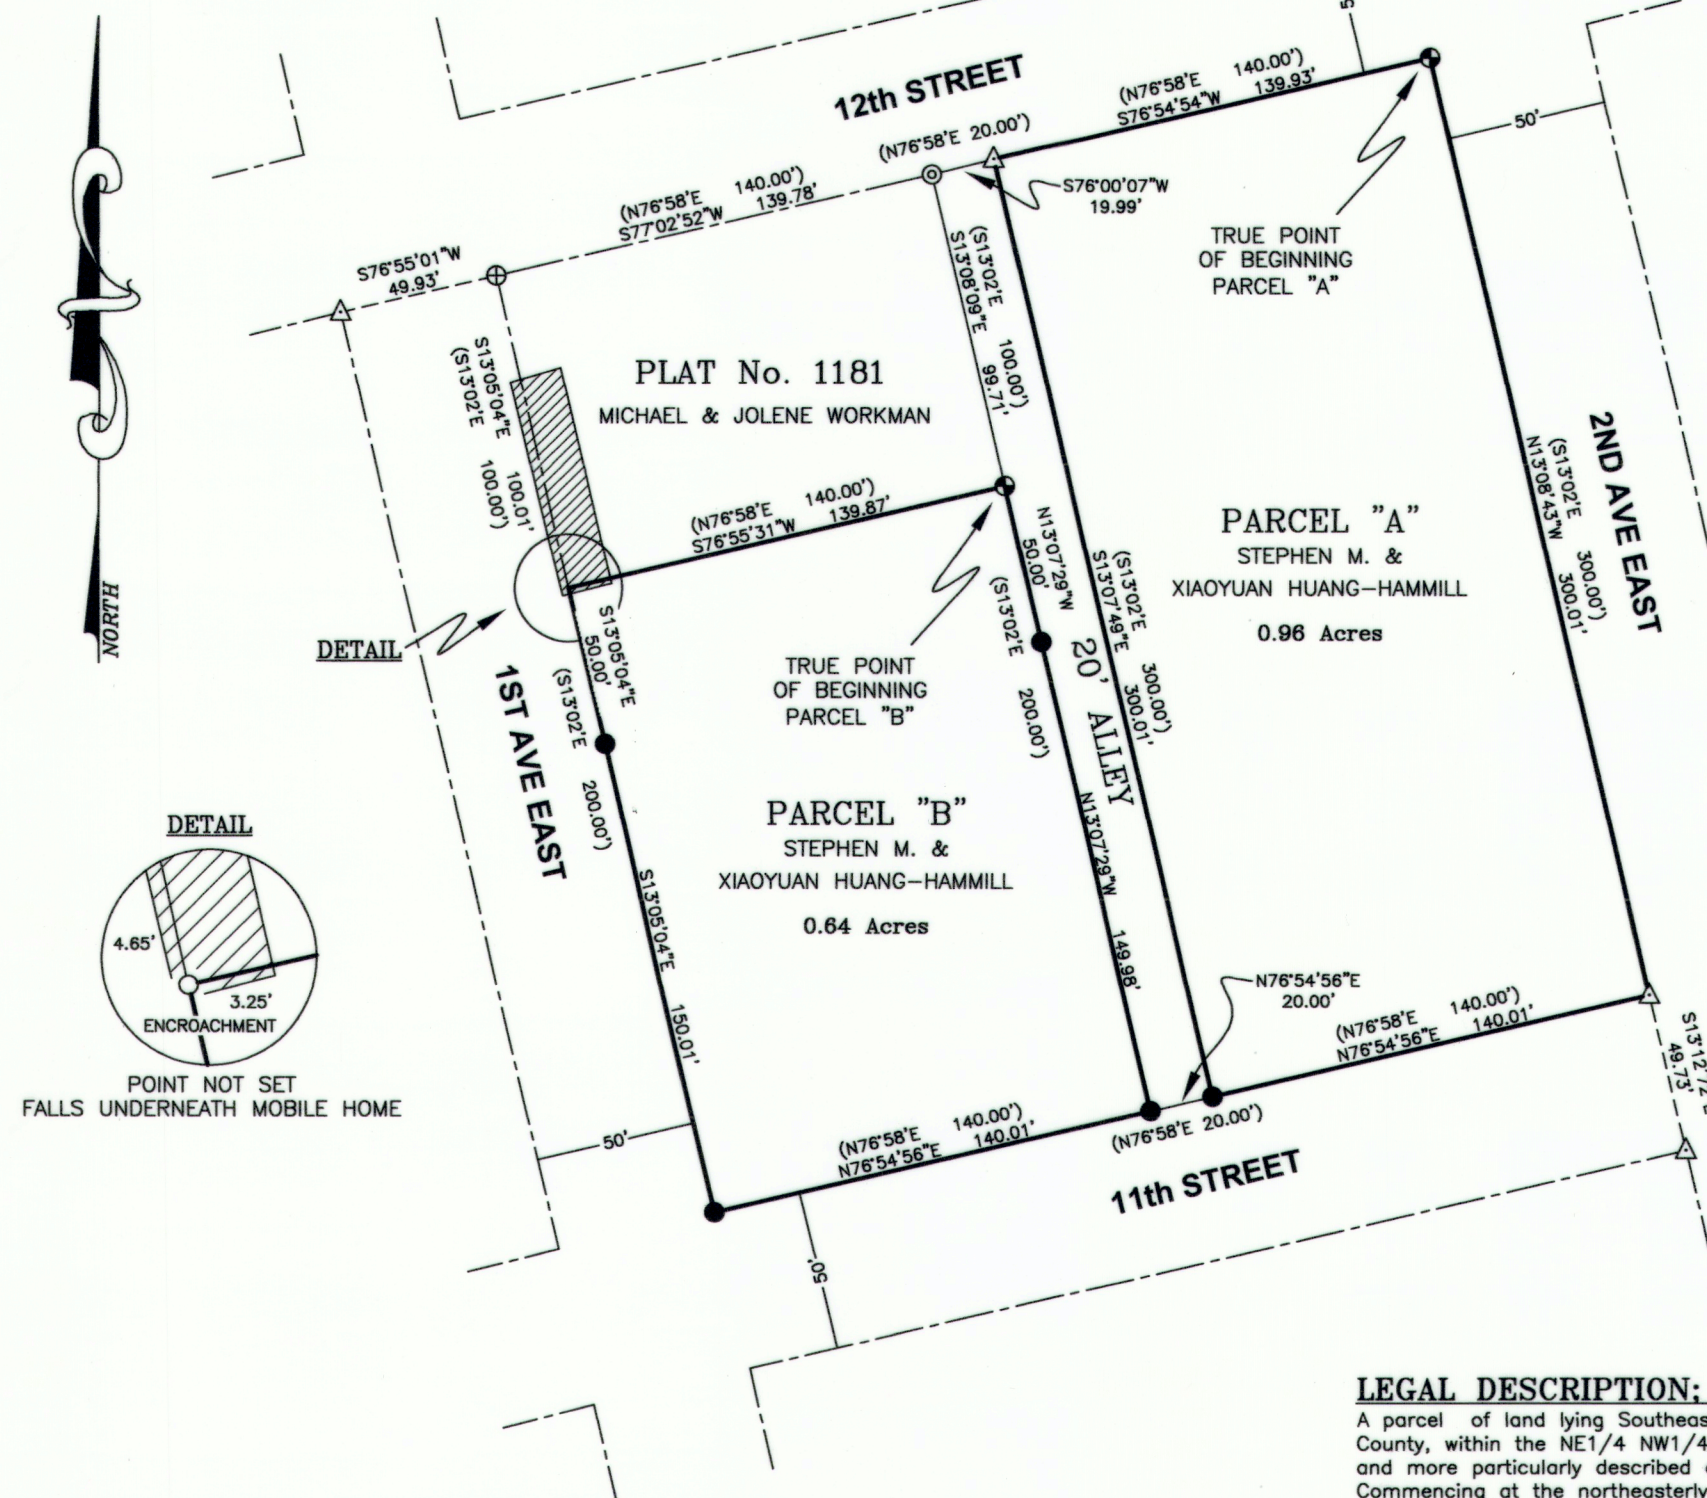 12th STREET
(N76°58'E 140.00')
S76°54'54"W 139.93'
(N76°58'E 20.00')
S76°00'07"W
19.99'
50'
(N76°58'E 140.00')
S77°02'52"W 139.78'
S76°55'01"W
49.93'
TRUE POINT
OF BEGINNING
PARCEL "A"
(S13°02'E 100.00')
S13°08'09"E 99.71'
S13°05'04"E 100.01'
(S13°02'E 100.00')
PLAT No. 1181
MICHAEL & JOLENE WORKMAN
(N76°58'E 140.00')
S76°55'31"W 139.87'
2ND AVE EAST
(S13°02'E 300.00')
N13°08'43"W 300.01'
PARCEL "A"
STEPHEN M. &
XIAOYUAN HUANG-HAMMILL
0.96 Acres
N13°07'29"W
50.00'
(S13°02'E 200.00')
(S13°02'E 300.00')
S13°07'49"E 300.01'
20' ALLEY
NORTH
DETAIL
S13°05'04"E
50.00'
(S13°02'E 200.00')
1ST AVE EAST
TRUE POINT
OF BEGINNING
PARCEL "B"
PARCEL "B"
STEPHEN M. &
XIAOYUAN HUANG-HAMMILL
0.64 Acres
N13°07'29"W 149.98'
S13°05'04"E 150.01'
DETAIL
4.65'
3.25'
ENCROACHMENT
POINT NOT SET
FALLS UNDERNEATH MOBILE HOME
N76°54'56"E
20.00'
(N76°58'E 140.00')
N76°54'56"E 140.01'
49.73'
50'
(N76°58'E 140.00')
N76°54'56"E 140.01'
(N76°58'E 20.00')
11th STREET
50'
LEGAL DESCRIPTION;
A parcel of land lying Southeas
County, within the NE1/4 NW1/4
and more particularly described
Commencing at the northeasterly